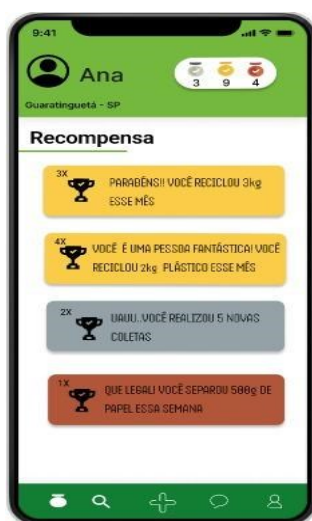 9:41
Ana
3 9 4
Guaratinguetá - SP
Recompensa
3X
PARABÉNS!! VOCÊ RECICLOU 3kg
ESSE MÊS
4X
VOCÊ É UMA PESSOA FANTÁSTICA! VOCÊ
RECICLOU 2kg PLÁSTICO ESSE MÊS
2X
UAUU..VOCÊ REALIZOU 5 NOVAS
COLETAS
1X
QUE LEGAL! VOCÊ SEPAROU 500g DE
PAPEL ESSA SEMANA